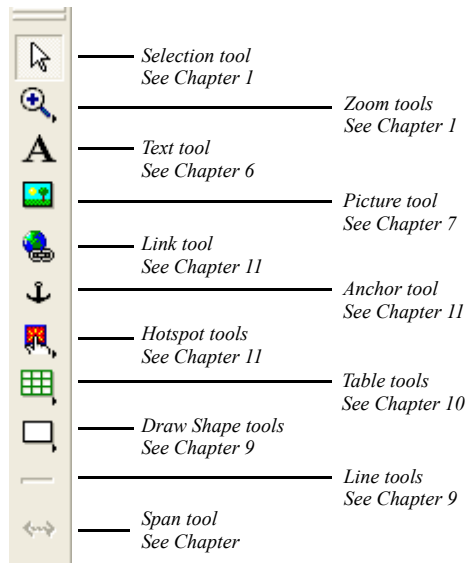 Selection tool
See Chapter 1
Zoom tools
See Chapter 1
Text tool
See Chapter 6
Picture tool
See Chapter 7
Link tool
See Chapter 11
Anchor tool
See Chapter 11
Hotspot tools
See Chapter 11
Table tools
See Chapter 10
Draw Shape tools
See Chapter 9
Line tools
See Chapter 9
Span tool
See Chapter